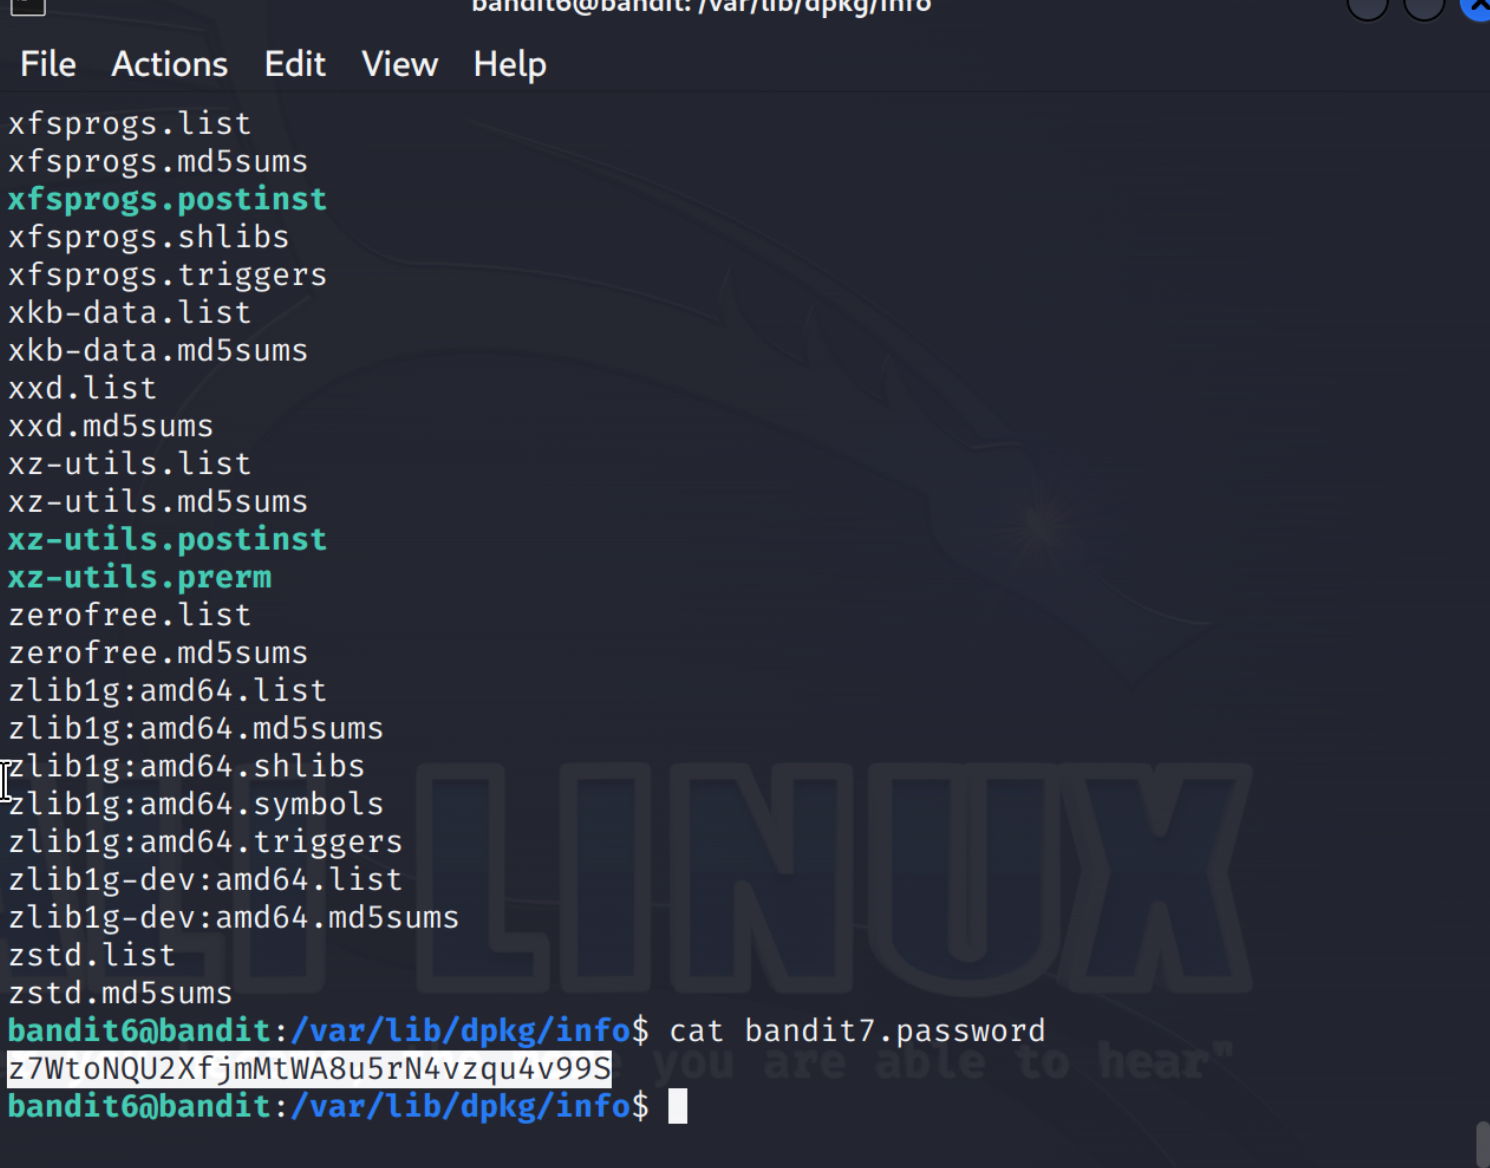 bandit6@bandit: /var/lib/dpkg/info
File Actions Edit View Help
xfsprogs.list
xfsprogs.md5sums
xfsprogs.postinst
xfsprogs.shlibs
xfsprogs.triggers
xkb-data.list
xkb-data.md5sums
xxd.list
xxd.md5sums
xz-utils.list
xz-utils.md5sums
xz-utils.postinst
xz-utils.prerm
zerofree.list
zerofree.md5sums
zlib1g:amd64.list
zlib1g:amd64.md5sums
zlib1g:amd64.shlibs
zlib1g:amd64.symbols
zlib1g:amd64.triggers
zlib1g-dev:amd64.list
zlib1g-dev:amd64.md5sums
zstd.list
zstd.md5sums
bandit6@bandit:/var/lib/dpkg/info$ cat bandit7.password
z7WtoNQU2XfjmMtWA8u5rN4vzqu4v99S
bandit6@bandit:/var/lib/dpkg/info$
LI LINUX
you are able to hear"